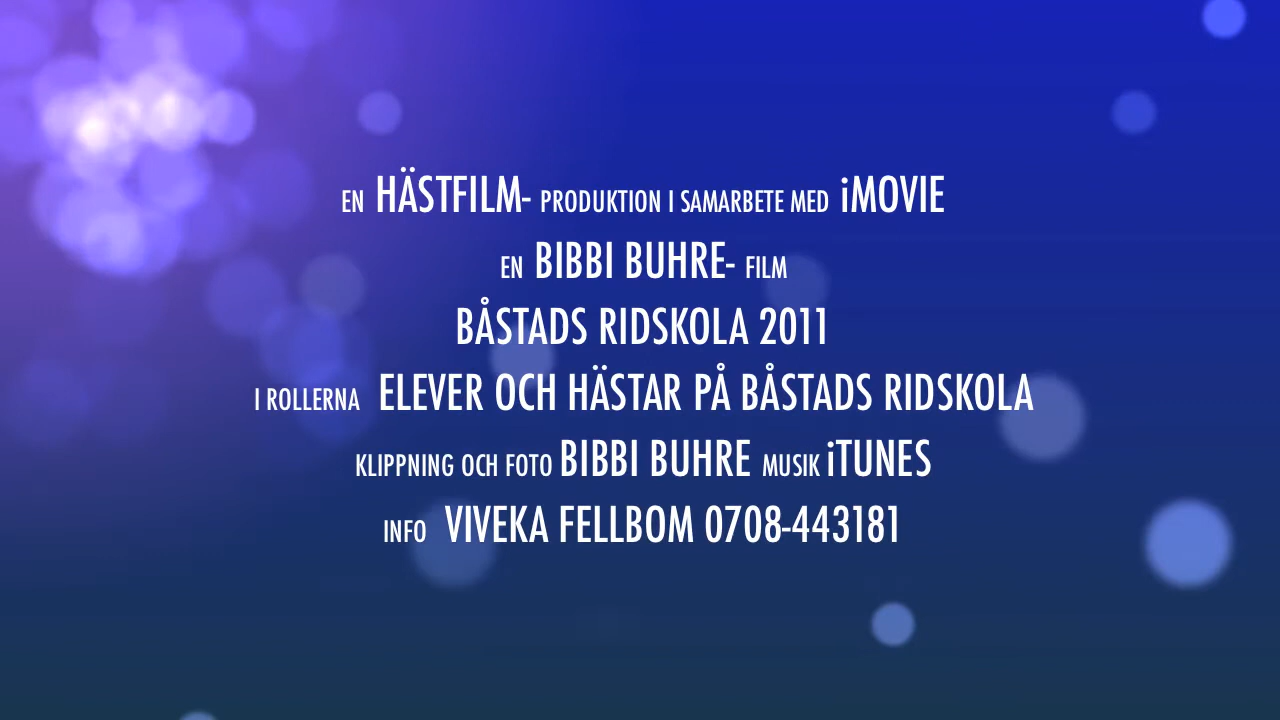 EN HÄSTFILM- PRODUKTION I SAMARBETE MED iMOVIE
EN BIBBI BUHRE- FILM
BÅSTADS RIDSKOLA 2011
I ROLLERNA ELEVER OCH HÄSTAR PÅ BÅSTADS RIDSKOLA
KLIPPNING OCH FOTO BIBBI BUHRE MUSIK iTUNES
INFO VIVEKA FELLBOM 0708-443181